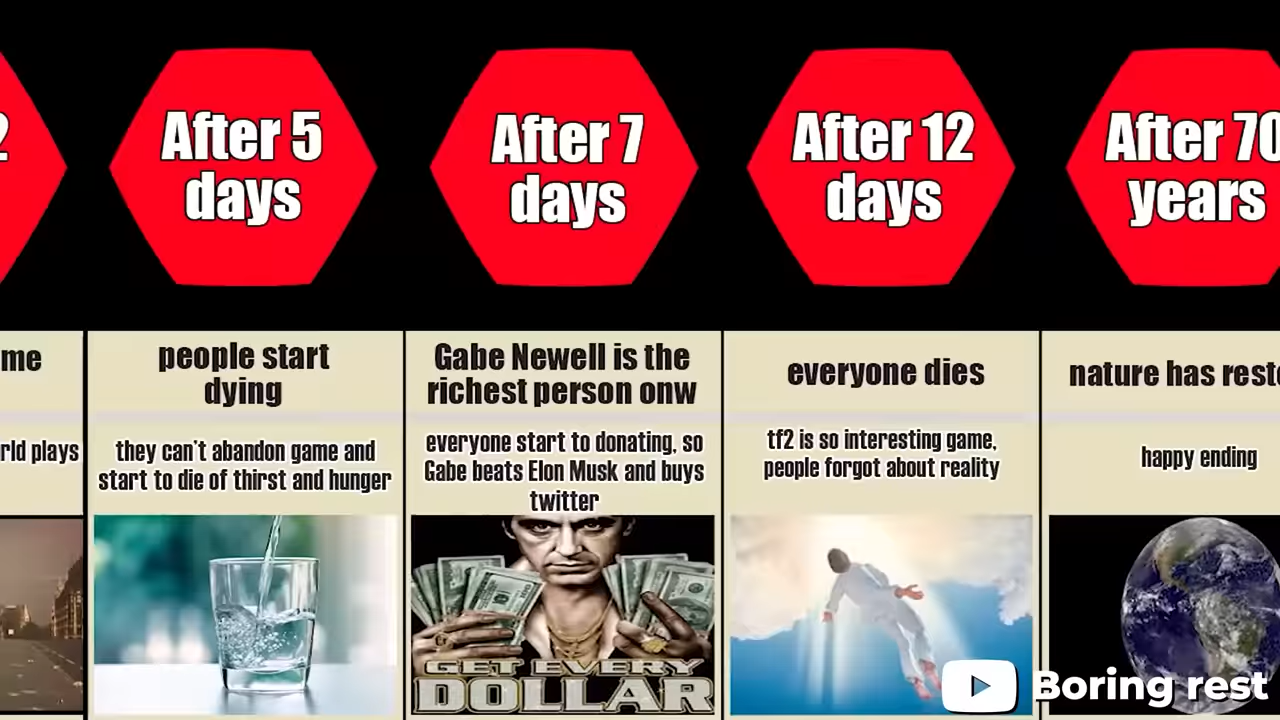 2
After 5
days
After 7
days
After 12
days
After 70
years
me
people start
dying
Gabe Newell is the
richest person onw
everyone dies
nature has rest
rld plays
they can't abandon game and
start to die of thirst and hunger
everyone start to donating, so
Gabe beats Elon Musk and buys
twitter
tf2 is so interesting game,
people forgot about reality
happy ending
GET EVERY
DOLLAR
Boring rest